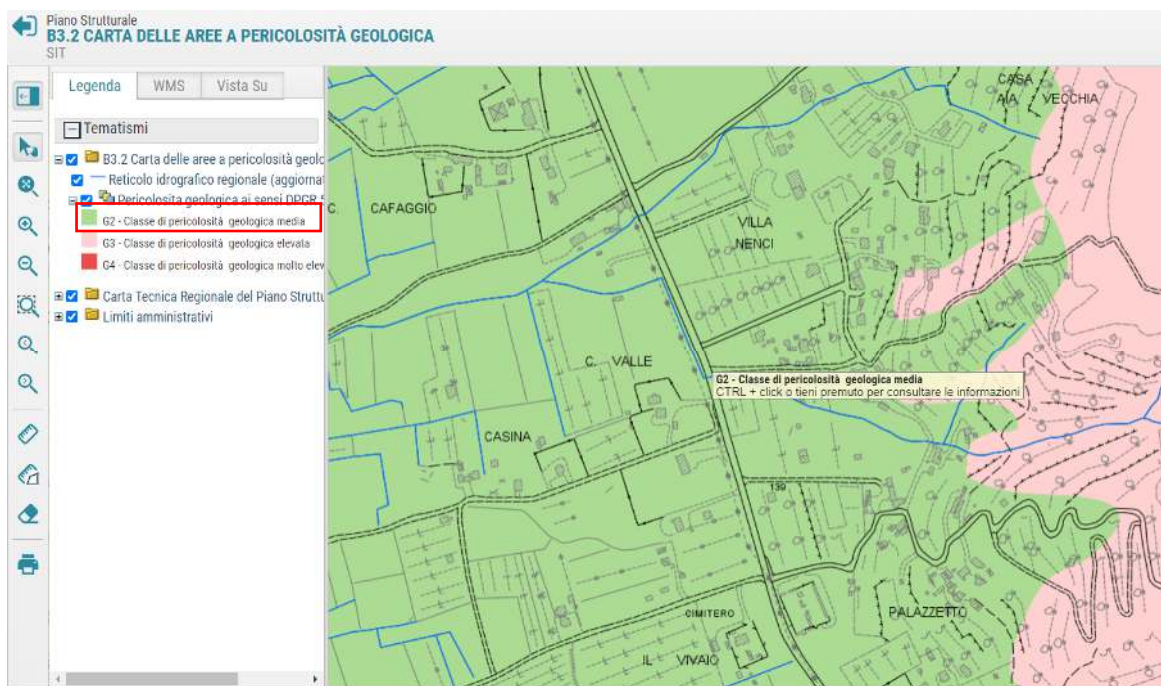 Piano Strutturale
B3.2 CARTA DELLE AREE A PERICOLOSITÀ GEOLOGICA
SIT
Legenda
WMS
Vista Su
Tematismi
B3.2 Carta delle aree a pericolosità geolo
Reticolo idrografico regionale (aggiornat
Pericolosita geologica ai sensi DPGR 5
G2 - Classe di pericolosità geologica media
G3 - Classe di pericolosità geologica elevata
G4 - Classe di pericolosità geologica molto elev
Carta Tecnica Regionale del Piano Struttu
Limiti amministrativi
CASA
AIA VECCHIA
C. CAFAGGIO
VILLA
NENCI
C. VALLE
G2 - Classe di pericolosità geologica media
CTRL + click o tieni premuto per consultare le informazioni
CASINA
139
CIMITERO
PALAZZETTO
IL VIVAIO